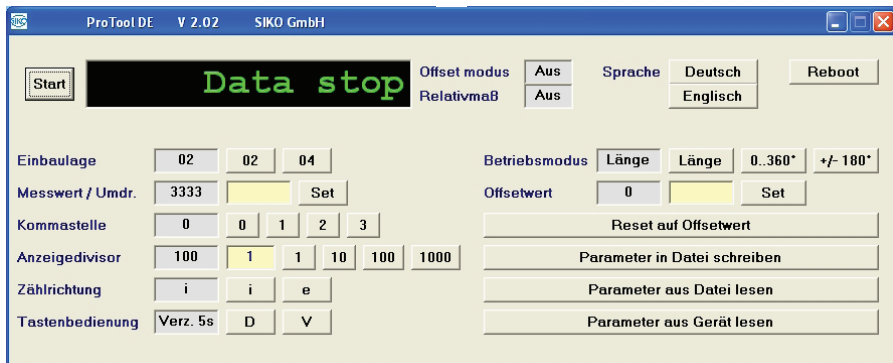 SIKO ProTool DE V 2.02 SIKO GmbH
Start Data stop Offset modus Aus Sprache Deutsch Reboot
Relativmaß Aus Englisch
Einbaulage 02 02 04 Betriebsmodus Länge Länge 0..360° +/- 180°
Messwert / Umdr. 3333 Set Offsetwert 0 Set
Kommastelle 0 0 1 2 3 Reset auf Offsetwert
Anzeigedivisor 100 1 1 10 100 1000 Parameter in Datei schreiben
Zählrichtung i i e Parameter aus Datei lesen
Tastenbedienung Verz. 5s D V Parameter aus Gerät lesen